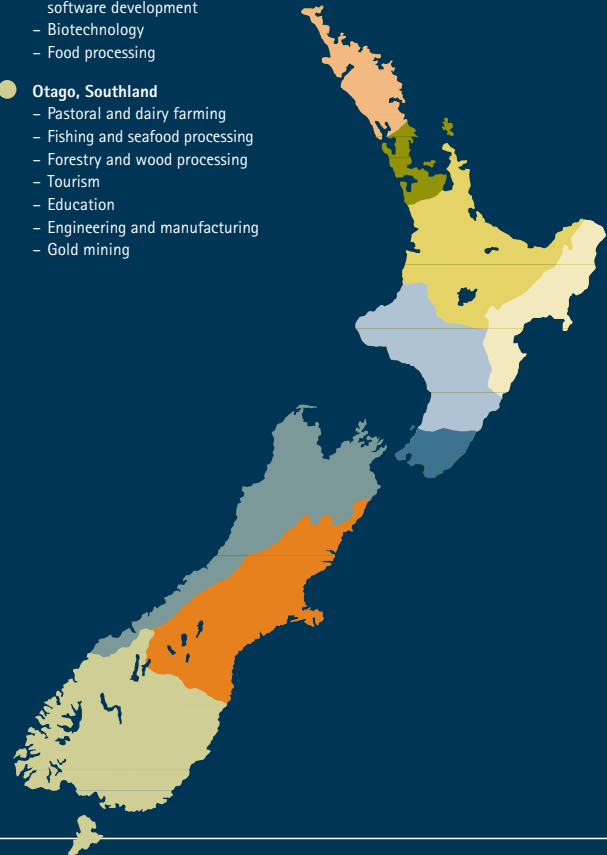 software development
– Biotechnology
– Food processing
Otago, Southland
– Pastoral and dairy farming
– Fishing and seafood processing
– Forestry and wood processing
– Tourism
– Education
– Engineering and manufacturing
– Gold mining